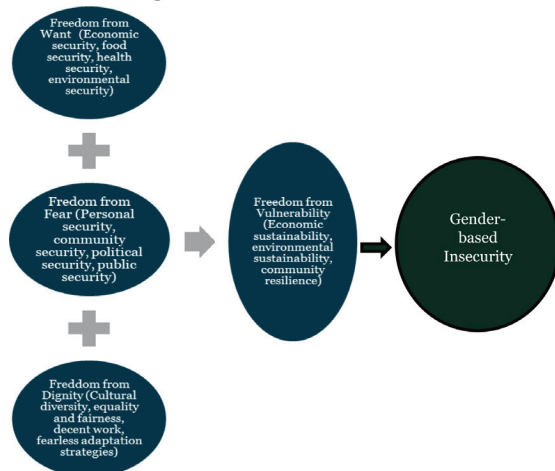 Freedom from
Want (Economic
security, food
security, health
security,
environmental
security)
Fredom from
Fear (Personal
security,
community
security, political
security, public
security)
Freddom from
Dignity (Cultural
diversity, equality
and fairness,
decent work,
fearless adaptation
strategies)
Freedom from
Vulnerability
(Economic
sustainability,
environmental
sustainability,
community
resilience)
Gender-
based
Insecurity